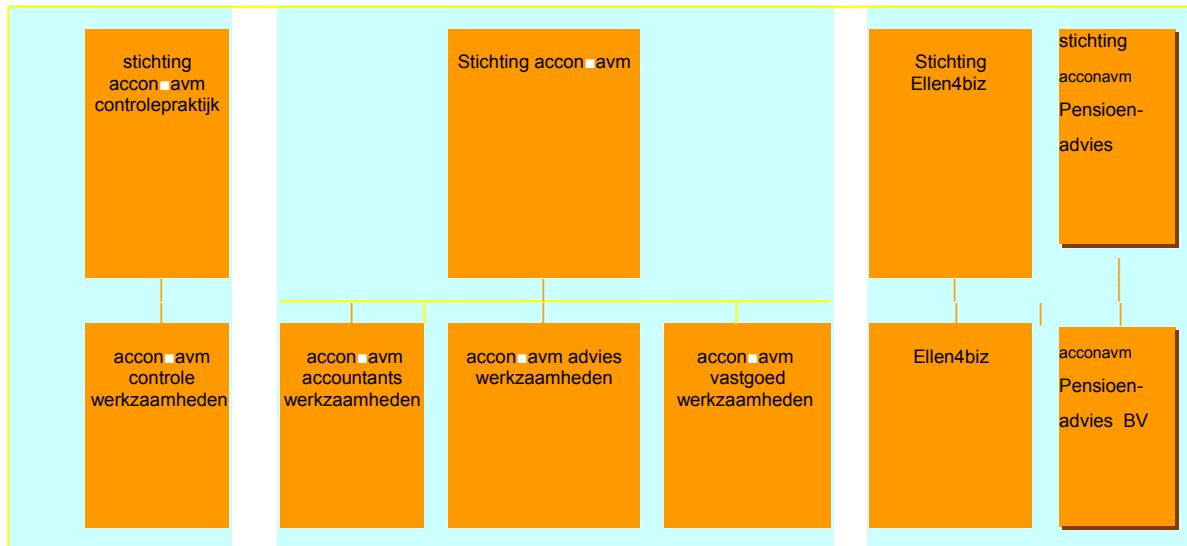 stichting
accon■avm
controlepraktijk
Stichting accon■avm
Stichting
Ellen4biz
stichting
acconavm
Pensioen-
advies
accon■avm
controle
werkzaamheden
accon■avm
accountants
werkzaamheden
accon■avm advies
werkzaamheden
accon■avm
vastgoed
werkzaamheden
Ellen4biz
acconavm
Pensioen-
advies BV